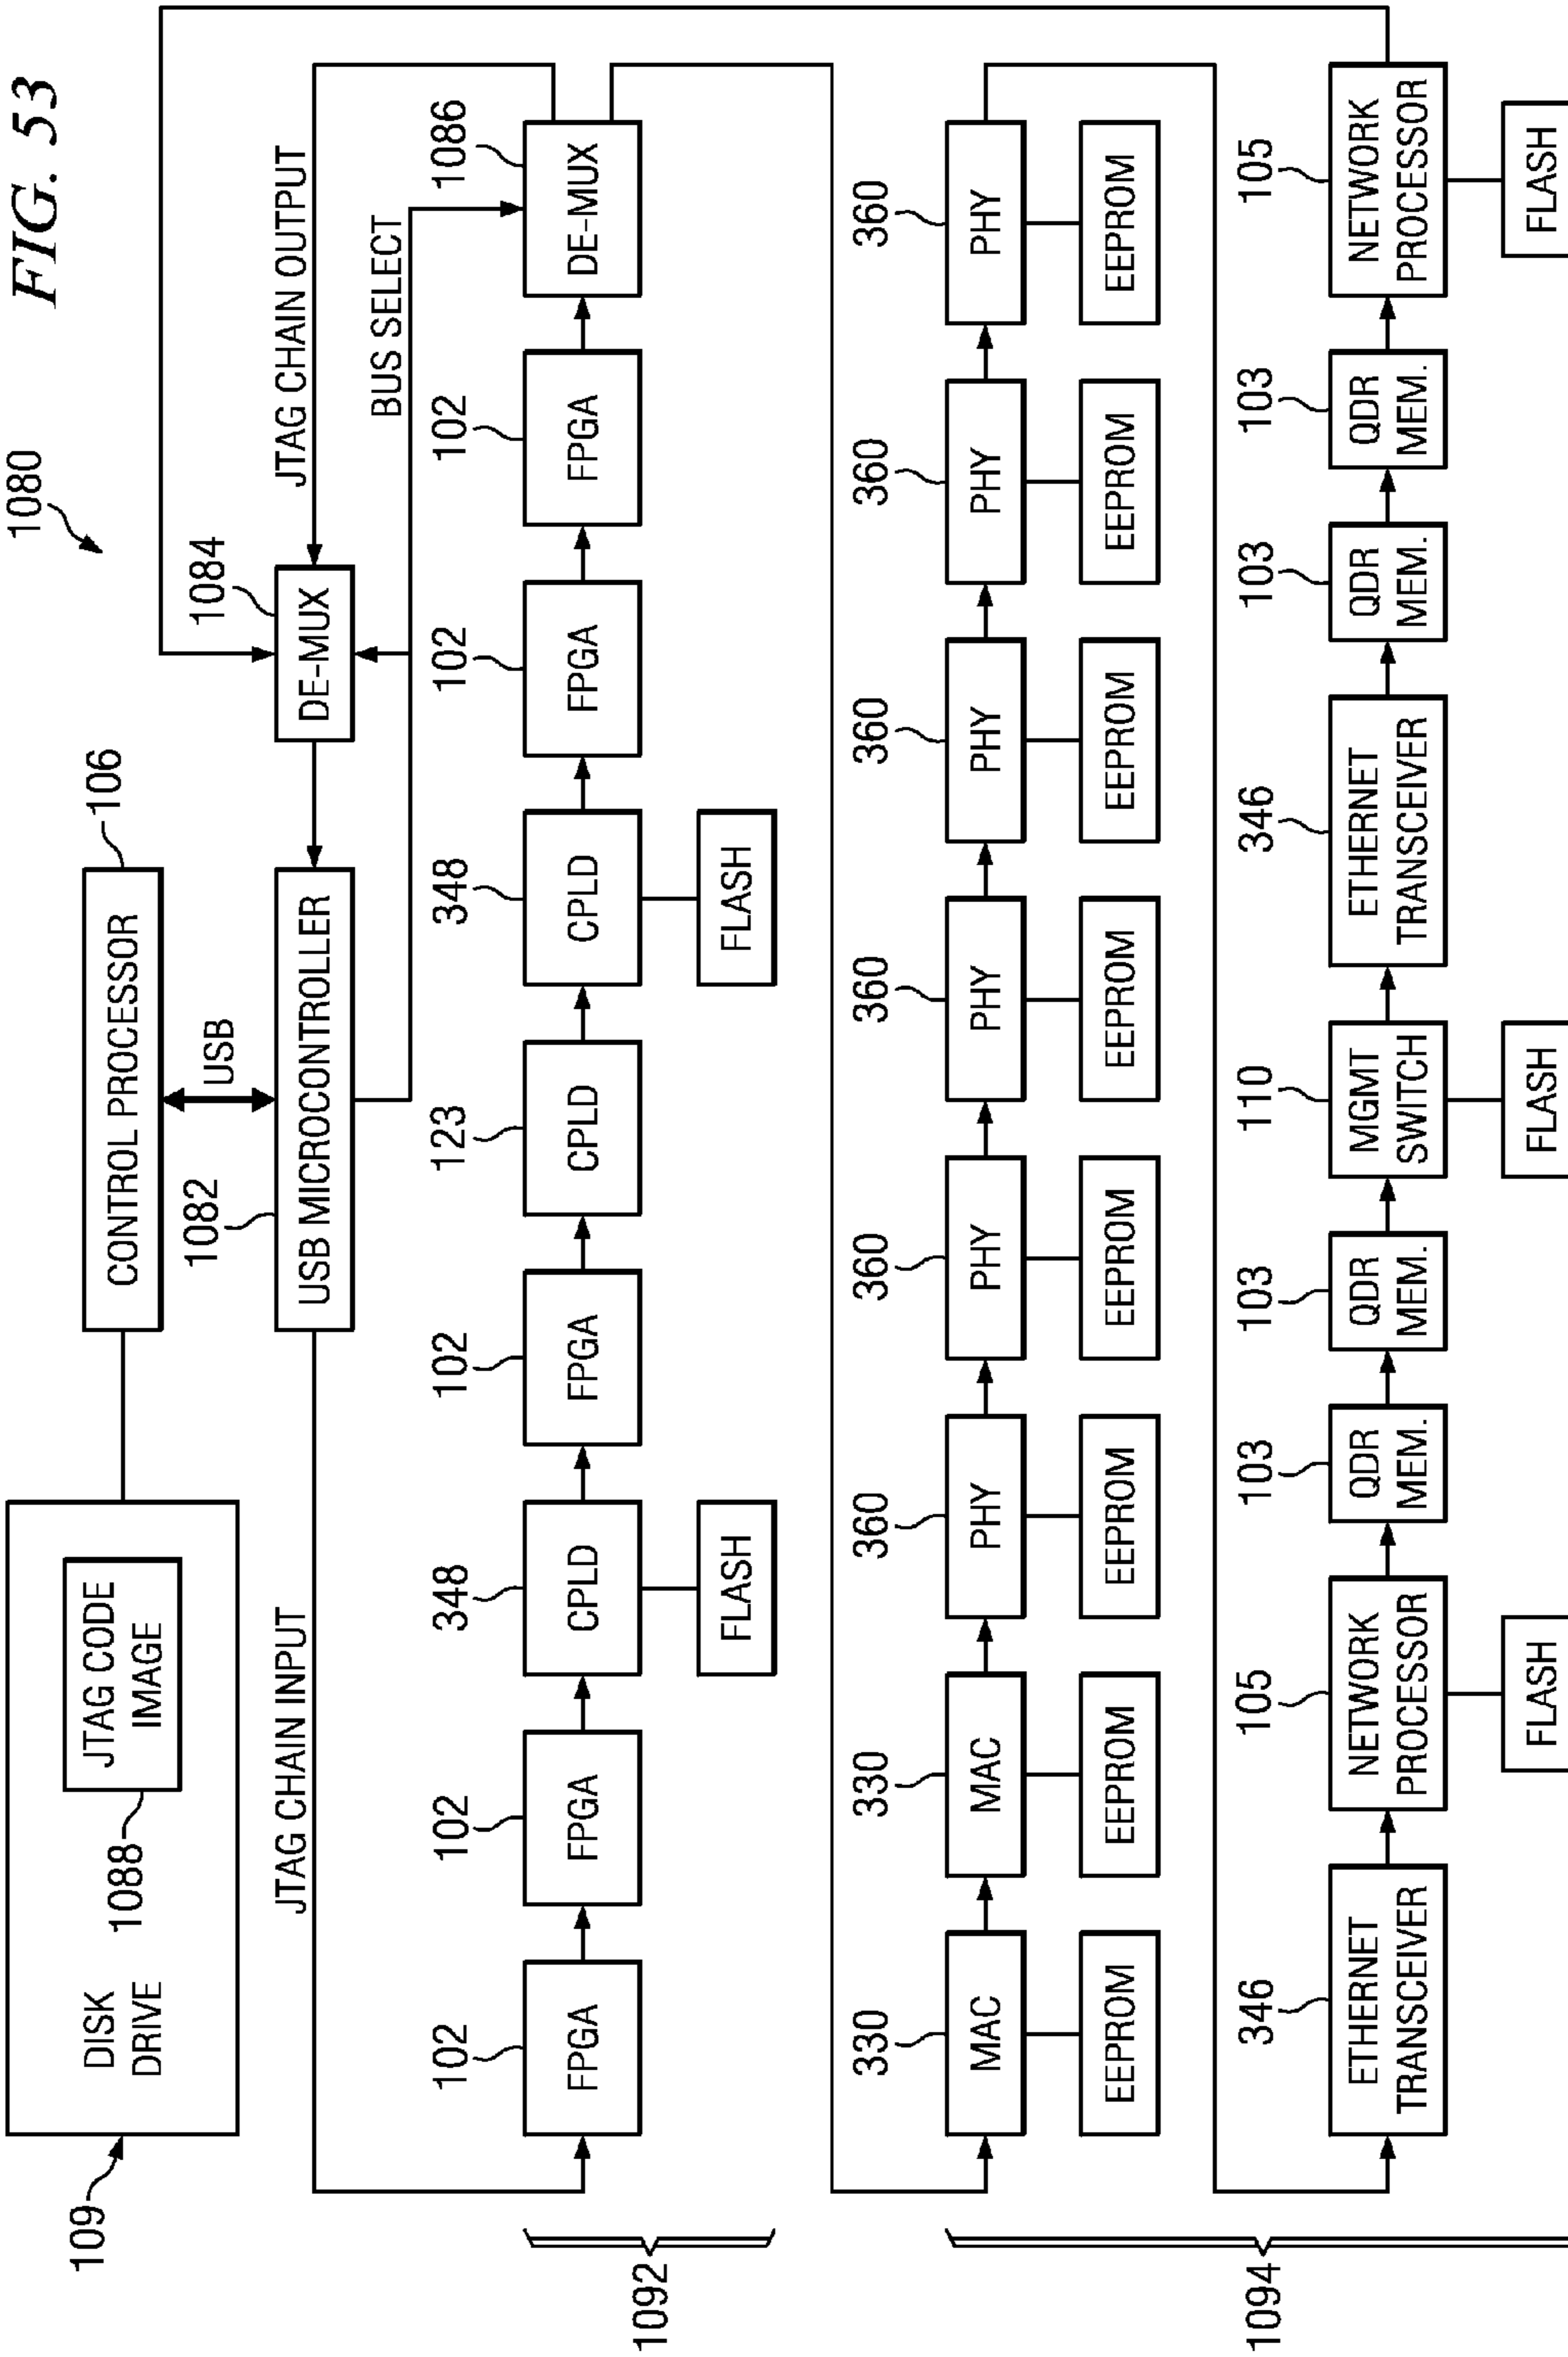 FIG. 53
1080
109
DISK
DRIVE
1088
JTAG CODE
IMAGE
CONTROL PROCESSOR
106
USB
1082
USB MICROCONTROLLER
1084
DE-MUX
JTAG CHAIN INPUT
JTAG CHAIN OUTPUT
BUS SELECT
1092
102
FPGA
102
FPGA
348
CPLD
FLASH
102
FPGA
123
CPLD
348
CPLD
FLASH
102
FPGA
102
FPGA
1086
DE-MUX
1094
330
MAC
EEPROM
330
MAC
EEPROM
360
PHY
EEPROM
360
PHY
EEPROM
360
PHY
EEPROM
360
PHY
EEPROM
360
PHY
EEPROM
360
PHY
EEPROM
346
ETHERNET
TRANSCEIVER
105
NETWORK
PROCESSOR
FLASH
103
QDR
MEM.
103
QDR
MEM.
110
MGMT
SWITCH
FLASH
346
ETHERNET
TRANSCEIVER
103
QDR
MEM.
103
QDR
MEM.
105
NETWORK
PROCESSOR
FLASH